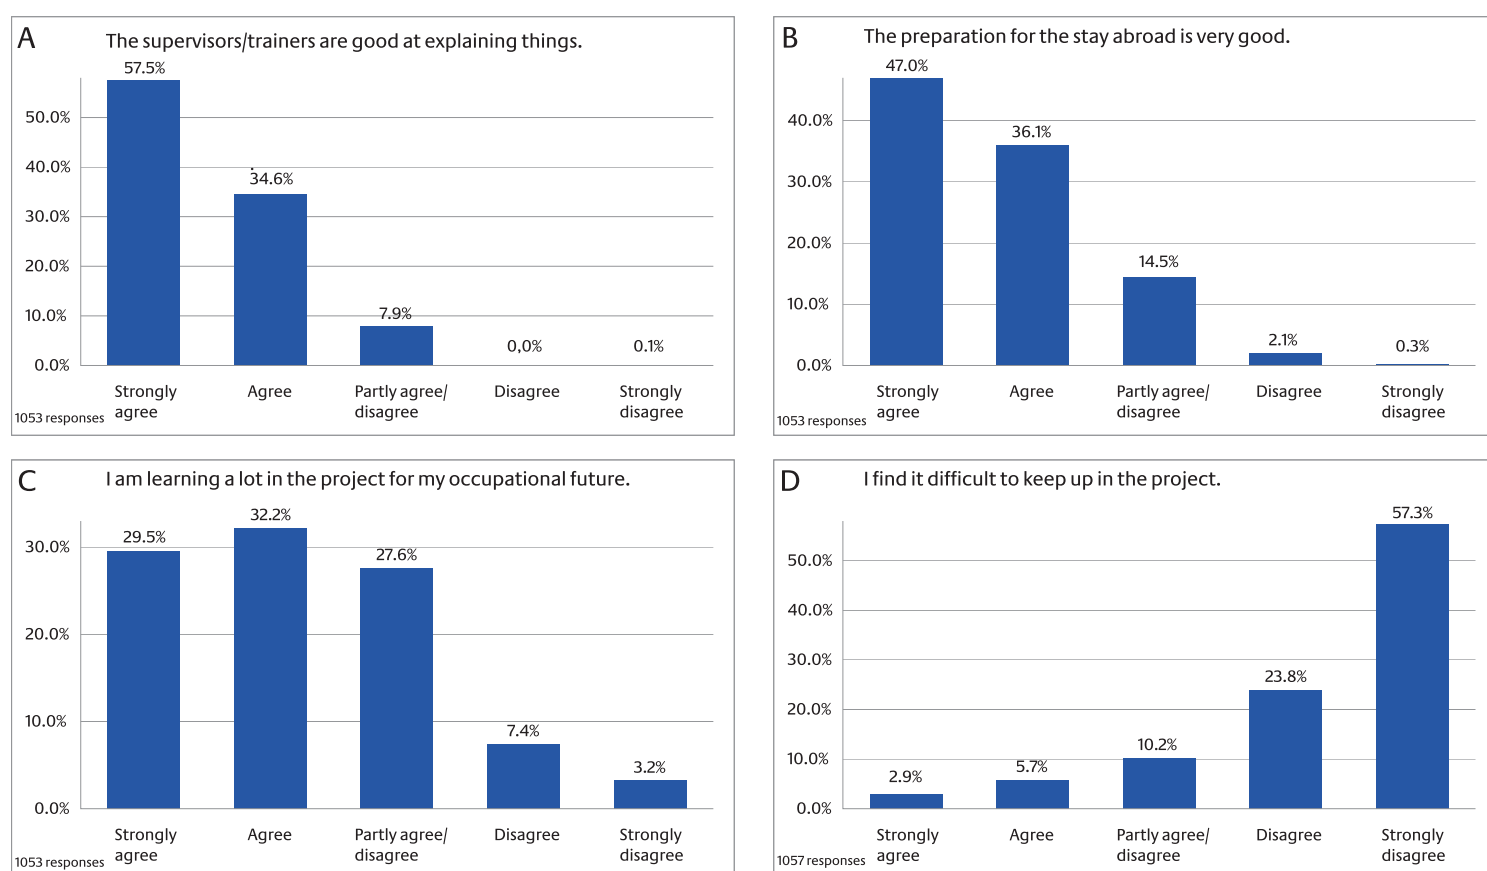 A
The supervisors/trainers are good at explaining things.
57.5%
50.0%
40.0%
34.6%
30.0%
20.0%
10.0%
7.9%
0,0%
0.1%
0.0%
Strongly agree
Agree
Partly agree/
disagree
Disagree
Strongly
disagree
1053 responses
B
The preparation for the stay abroad is very good.
47.0%
40.0%
36.1%
30.0%
20.0%
14.5%
10.0%
2.1%
0.3%
0.0%
Strongly
agree
Agree
Partly agree/
disagree
Disagree
Strongly
disagree
1053 responses
C
I am learning a lot in the project for my occupational future.
32.2%
29.5%
30.0%
27.6%
20.0%
10.0%
7.4%
3.2%
0.0%
Strongly
agree
Agree
Partly agree/
disagree
Disagree
Strongly
disagree
1053 responses
D
I find it difficult to keep up in the project.
57.3%
50.0%
40.0%
30.0%
23.8%
20.0%
10.2%
10.0%
5.7%
2.9%
0.0%
Strongly
agree
Agree
Partly agree/
disagree
Disagree
Strongly
disagree
1057 responses